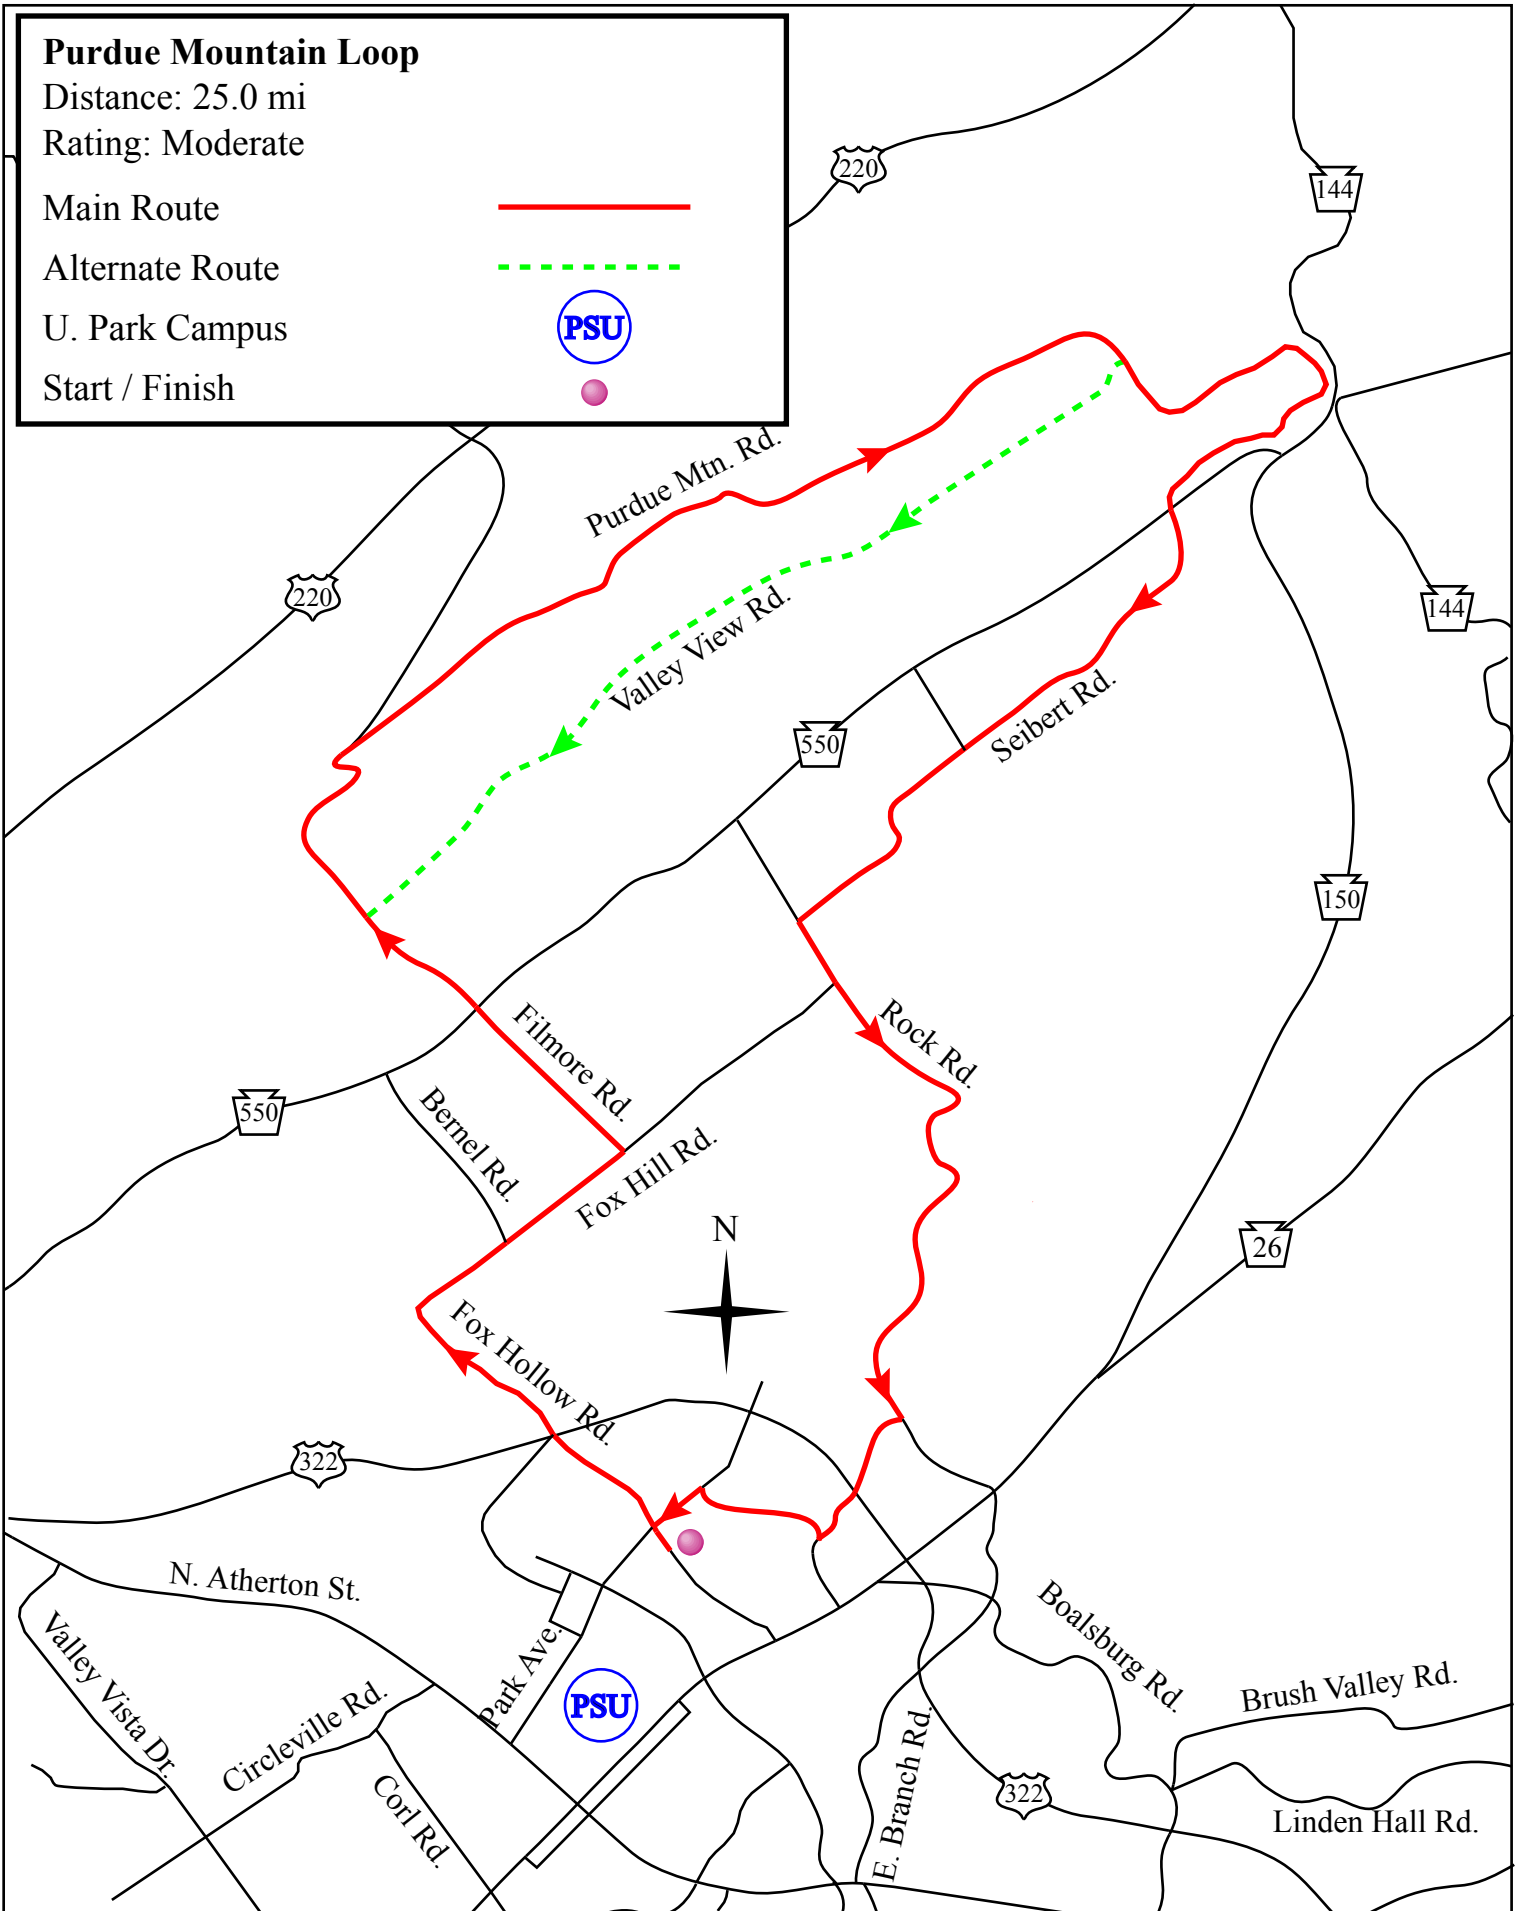 Purdue Mountain Loop
Distance: 25.0 mi
Rating: Moderate
Main Route
Alternate Route
U. Park Campus
PSU
Start / Finish
220
144
Purdue Mtn. Rd.
220
Valley View Rd.
144
550
Seibert Rd.
150
Filmore Rd.
Rock Rd.
550
Bernel Rd.
Fox Hill Rd.
N
26
Fox Hollow Rd.
322
N. Atherton St.
Valley Vista Dr.
Park Ave.
PSU
Boalsburg Rd.
Brush Valley Rd.
Circleville Rd.
Corl Rd.
E. Branch Rd.
322
Linden Hall Rd.